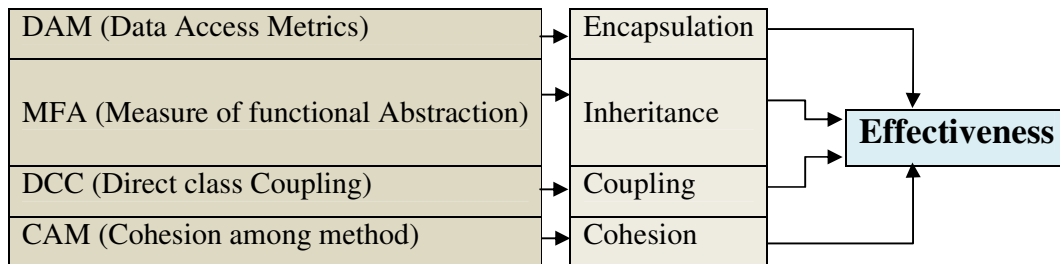 DAM (Data Access Metrics)
Encapsulation
MFA (Measure of functional Abstraction)
Inheritance
Effectiveness
DCC (Direct class Coupling)
Coupling
CAM (Cohesion among method)
Cohesion